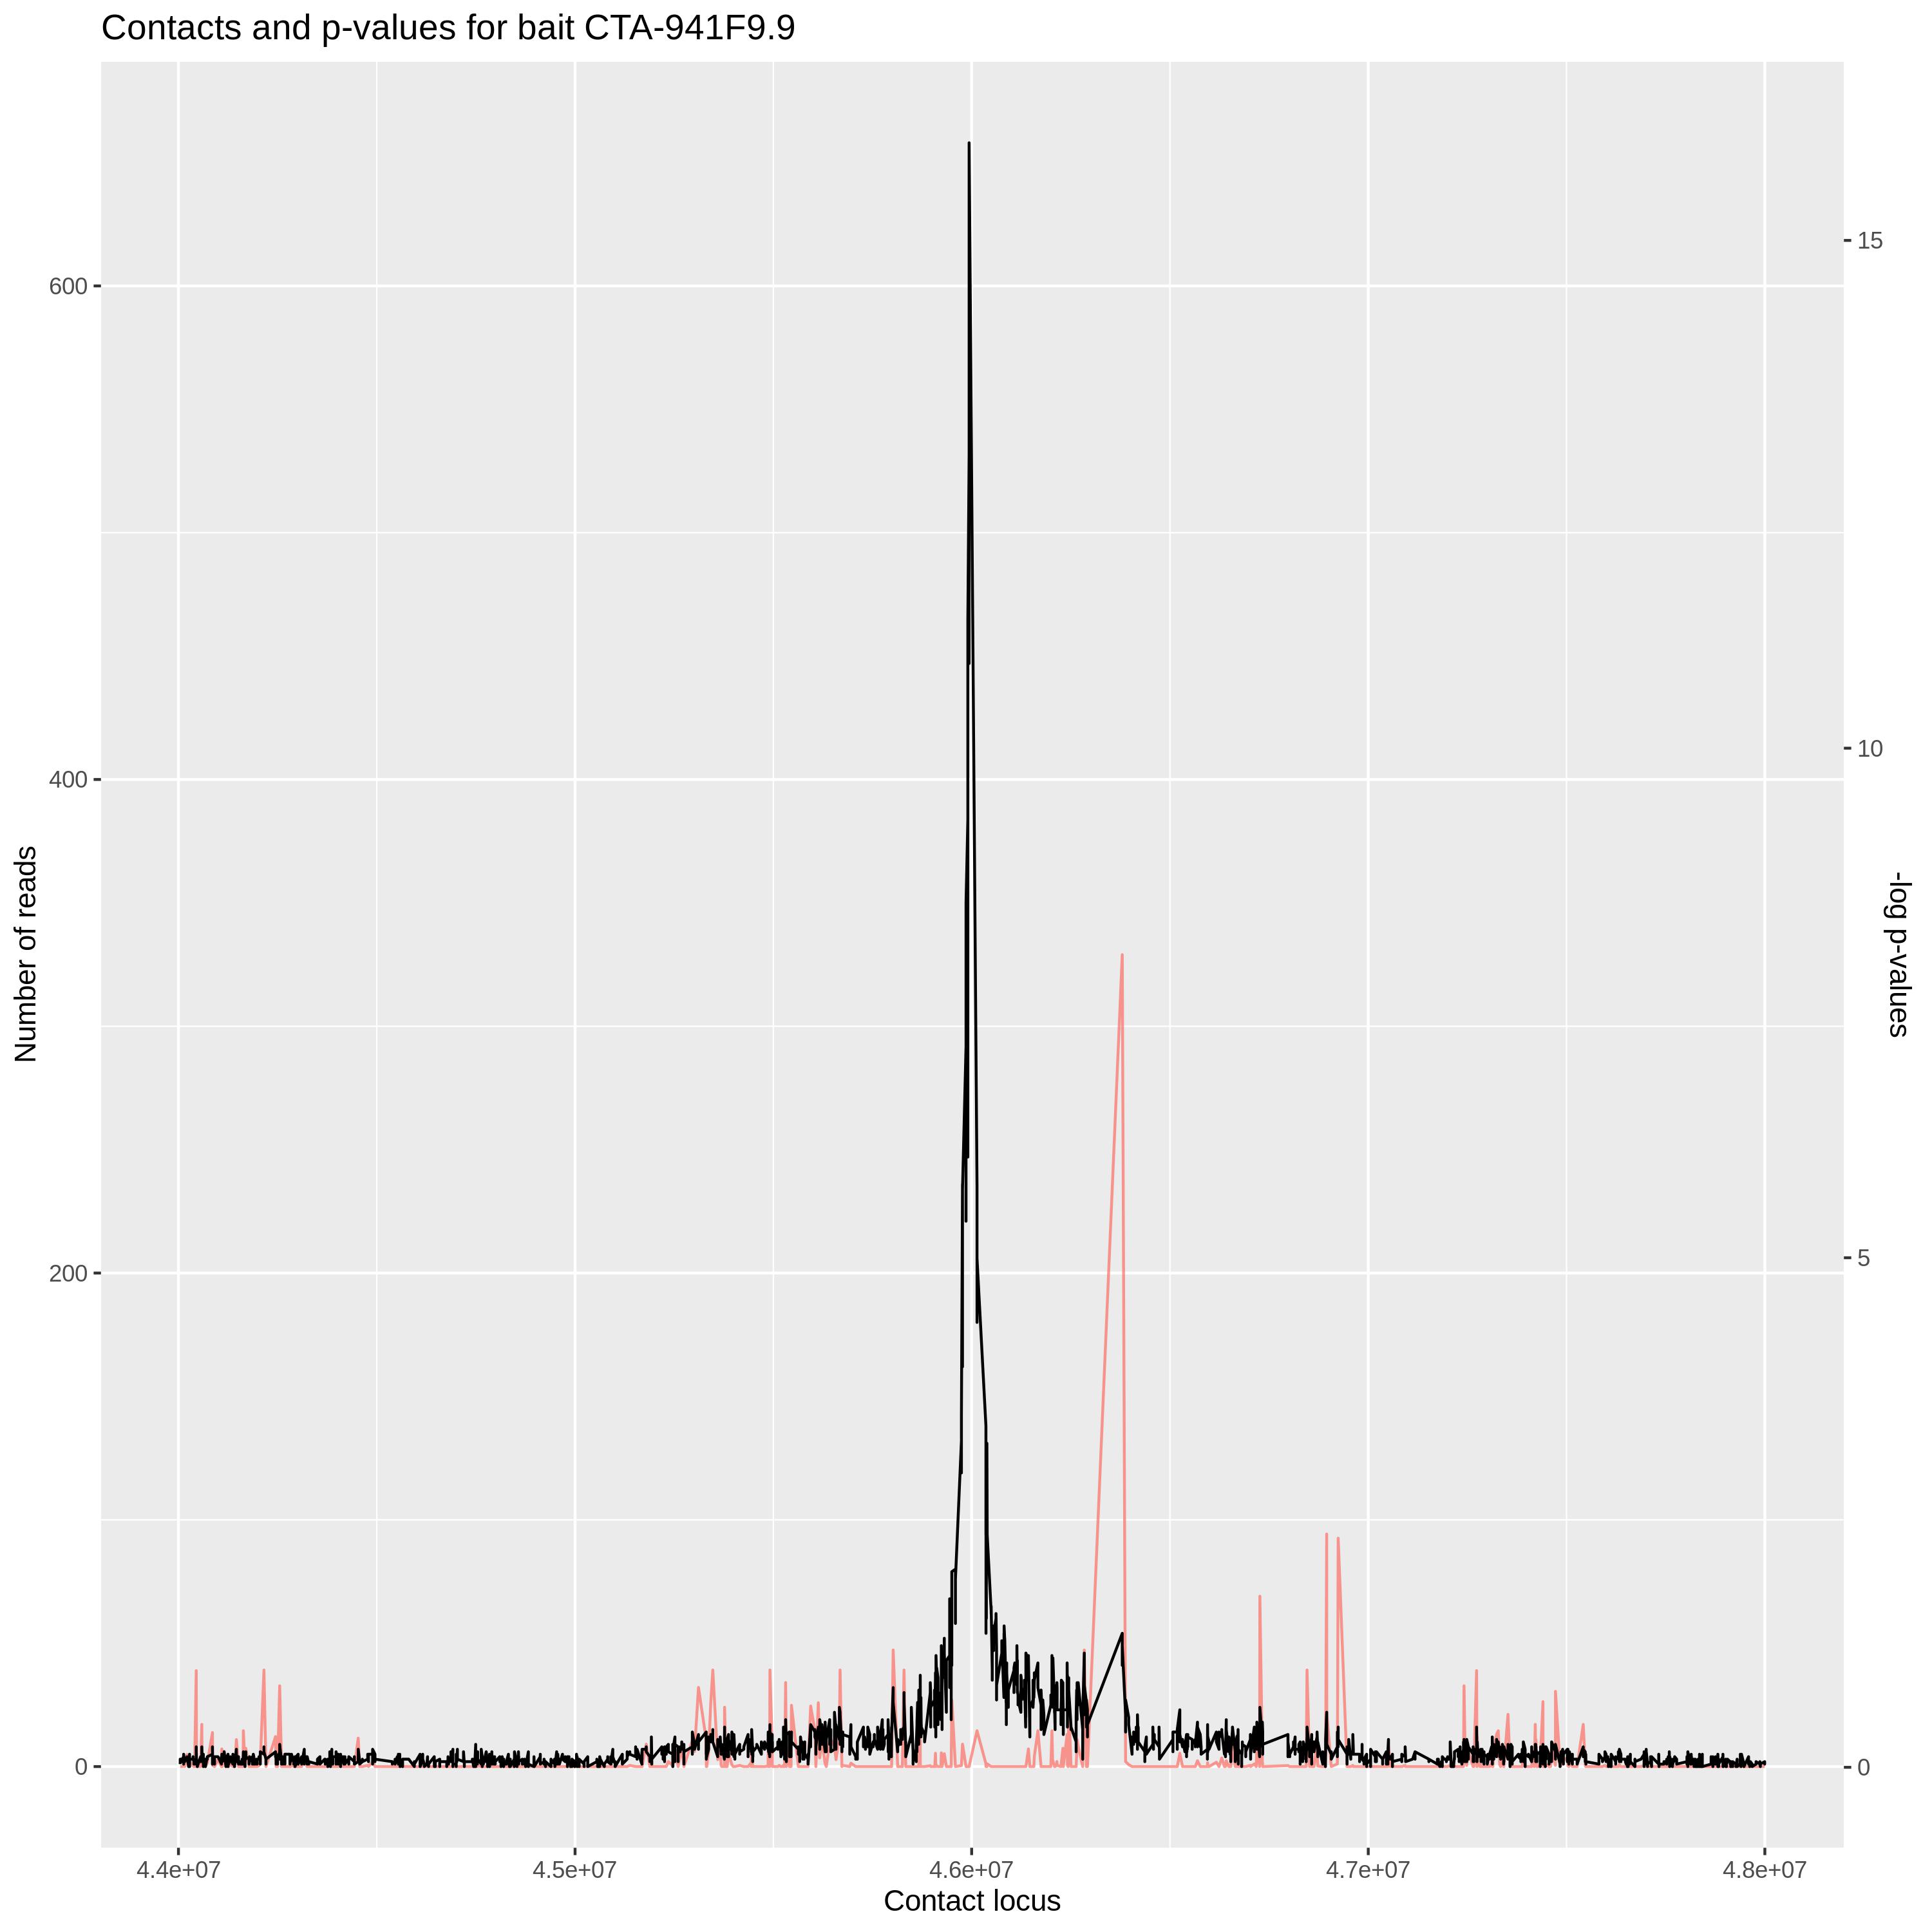 Contacts and p-values for bait CTA-941F9.9
Number of reads
600
400
200
0
15
10
5
0
-log p-values
4.4e+07
4.5e+07
4.6e+07
4.7e+07
4.8e+07
Contact locus